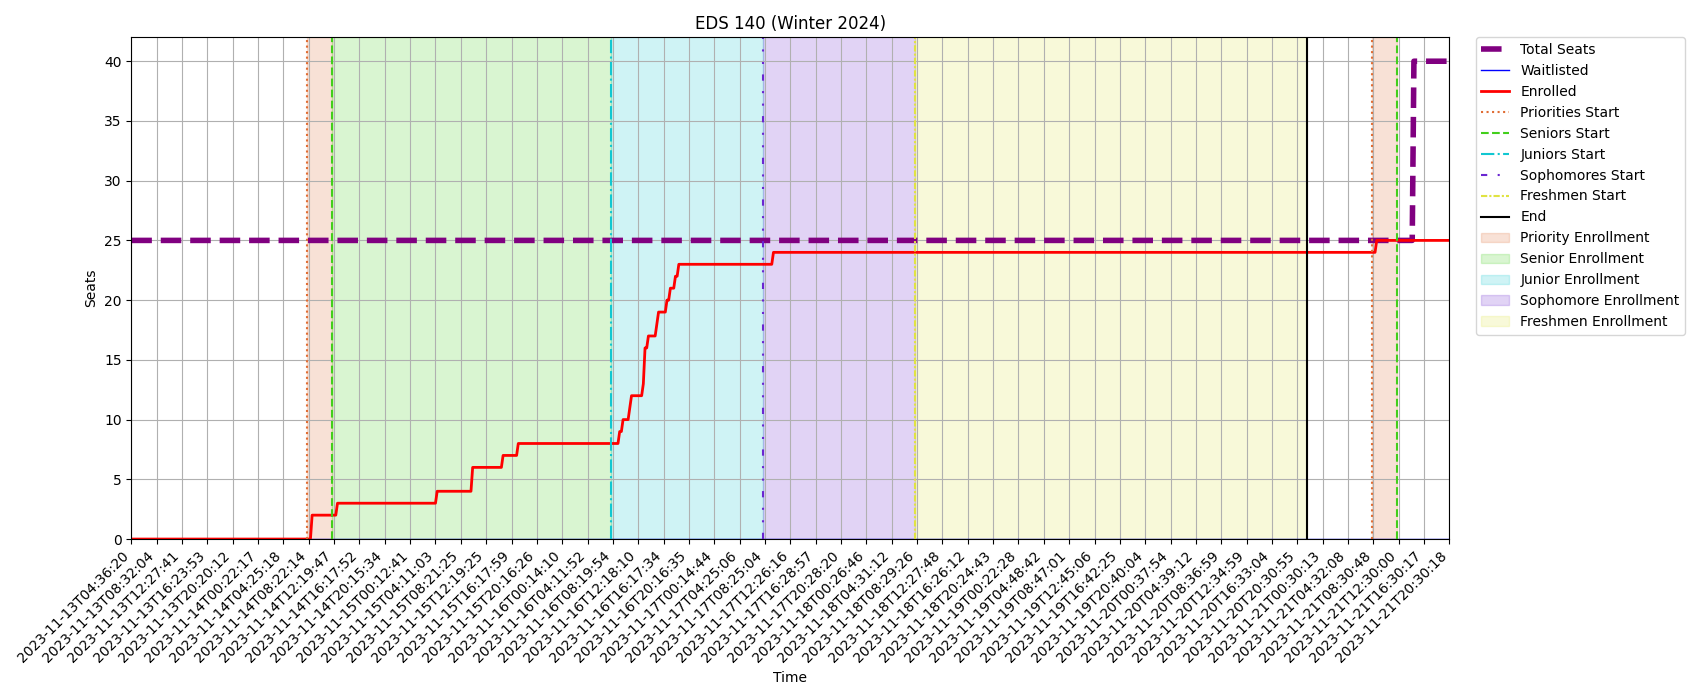 EDS 140 (Winter 2024)
40
35
30
25
20
15
10
5
0
Seats
2023-11-13T04:36:20
2023-11-13T08:32:04
2023-11-13T12:27:41
2023-11-13T16:23:53
2023-11-13T20:20:12
2023-11-14T00:22:17
2023-11-14T04:25:18
2023-11-14T08:22:14
2023-11-14T12:19:47
2023-11-14T16:17:52
2023-11-14T20:15:34
2023-11-15T00:12:41
2023-11-15T04:11:03
2023-11-15T08:21:25
2023-11-15T12:19:25
2023-11-15T16:17:59
2023-11-15T20:16:26
2023-11-16T00:14:10
2023-11-16T04:11:52
2023-11-16T08:19:54
2023-11-16T12:18:10
2023-11-16T16:17:34
2023-11-16T20:16:35
2023-11-17T00:14:44
2023-11-17T04:25:06
2023-11-17T08:25:04
2023-11-17T12:26:16
2023-11-17T16:28:57
2023-11-17T20:28:20
2023-11-18T00:26:46
2023-11-18T04:31:12
2023-11-18T08:29:26
2023-11-18T12:27:48
2023-11-18T16:26:12
2023-11-18T20:24:43
2023-11-19T00:22:28
2023-11-19T04:48:42
2023-11-19T08:47:01
2023-11-19T12:45:06
2023-11-19T16:42:25
2023-11-19T20:40:04
2023-11-20T00:37:54
2023-11-20T04:39:12
2023-11-20T08:36:59
2023-11-20T12:34:59
2023-11-20T16:33:04
2023-11-20T20:30:55
2023-11-21T00:30:13
2023-11-21T04:32:08
2023-11-21T08:30:48
2023-11-21T12:30:00
2023-11-21T16:30:17
2023-11-21T20:30:18
Time
Total Seats
Waitlisted
Enrolled
Priorities Start
Seniors Start
Juniors Start
Sophomores Start
Freshmen Start
End
Priority Enrollment
Senior Enrollment
Junior Enrollment
Sophomore Enrollment
Freshmen Enrollment